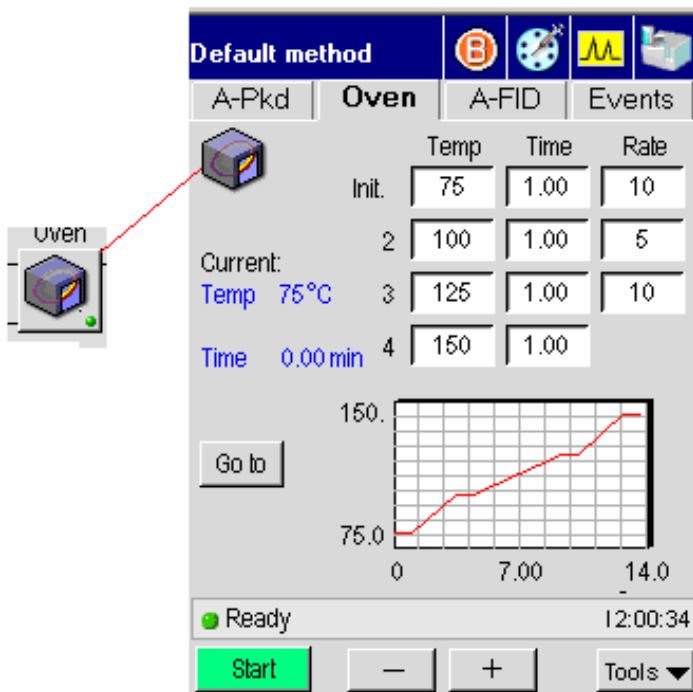 Default method
B
A-Pkd Oven A-FID Events
Temp Time Rate
Init. 75 1.00 10
Oven
2 100 1.00 5
Current:
Temp 75°C
3 125 1.00 10
4 150 1.00
Time 0.00 min
150.
Go to
75.0
0 7.00 14.0
Ready 12:00:34
Start − + Tools